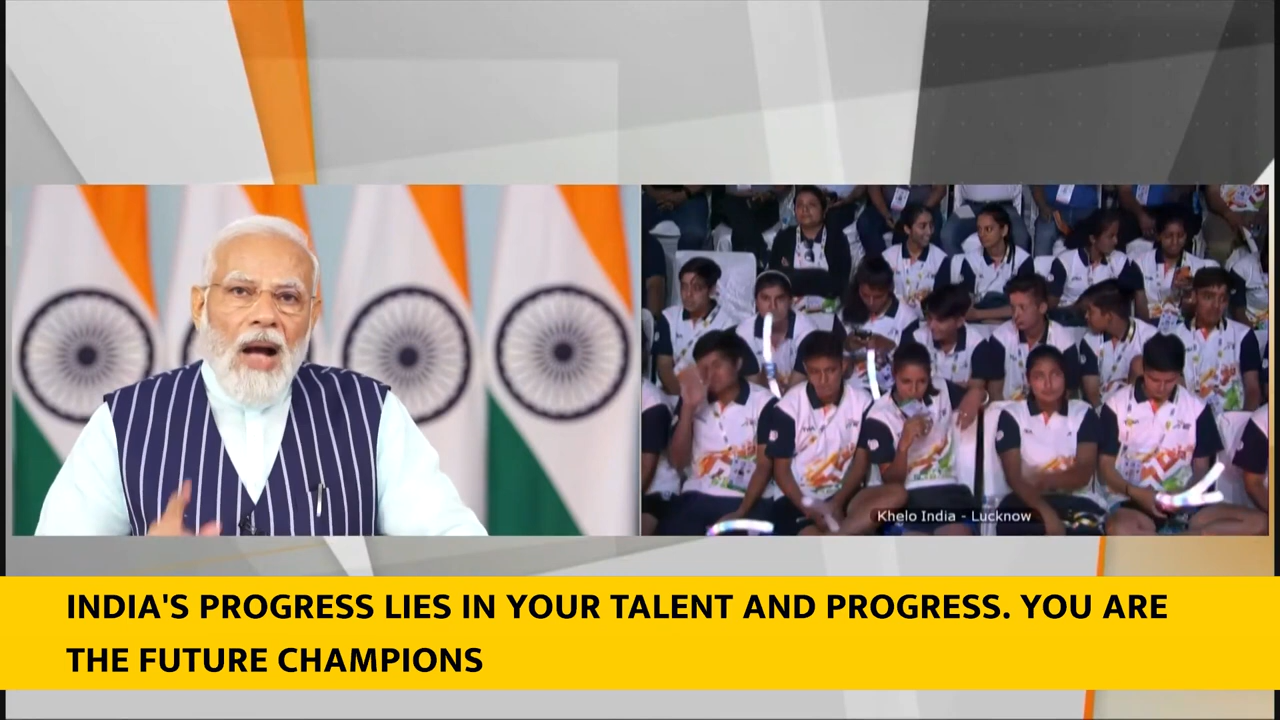 Khelo India - Lucknow
INDIA'S PROGRESS LIES IN YOUR TALENT AND PROGRESS. YOU ARE
THE FUTURE CHAMPIONS